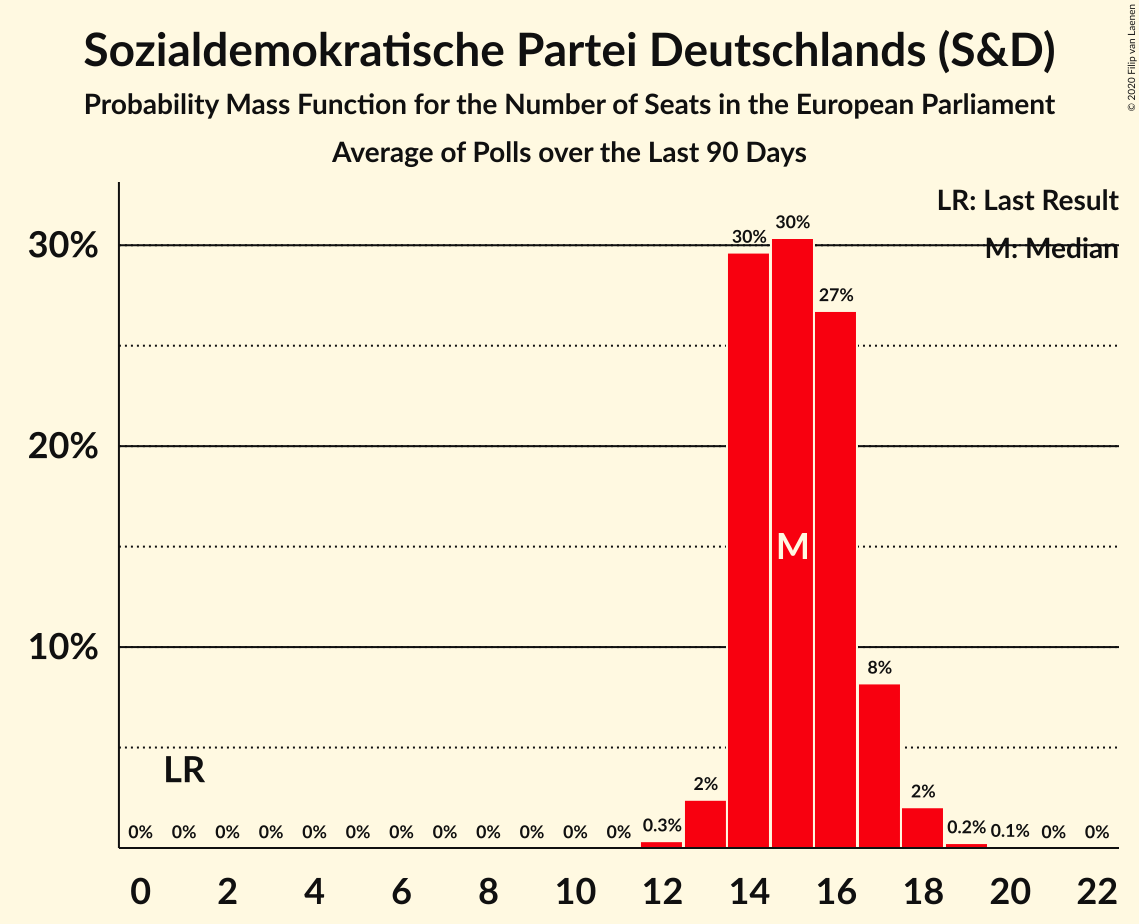 Sozialdemokratische Partei Deutschlands (S&D)
Probability Mass Function for the Number of Seats in the European Parliament
Average of Polls over the Last 90 Days
© 2020 Filip van Laenen
LR: Last Result
M: Median
30%
20%
10%
30%
30%
27%
M
8%
LR
2%
2%
0% 0% 0% 0% 0% 0% 0% 0% 0% 0% 0% 0% 0.3% 0.2% 0.1% 0% 0%
0 2 4 6 8 10 12 14 16 18 20 22